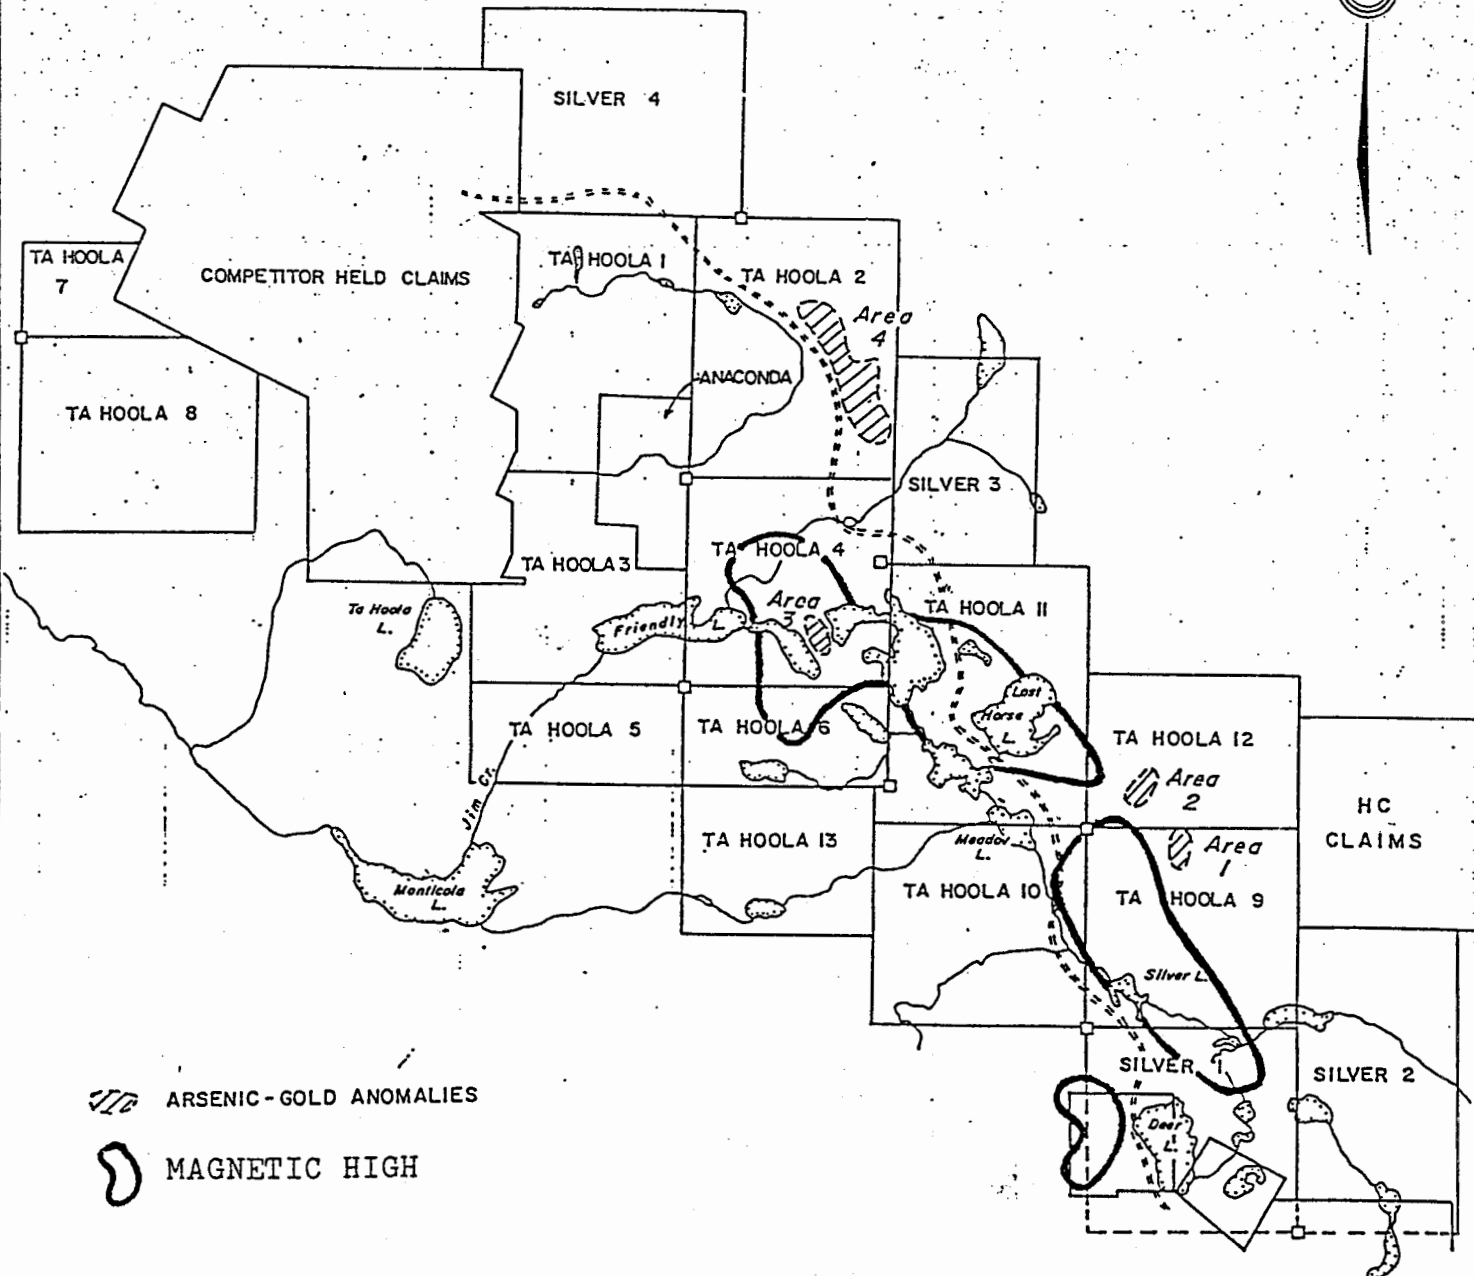 SILVER 4
TA HOOLA
7
COMPETITOR HELD CLAIMS
TA HOOLA 1
TA HOOLA 2
Area
4
ANACONDA
TA HOOLA 8
SILVER 3
TA HOOLA 3
TA HOOLA 4
Area
3
TA HOOLA 11
Ta Hoola
L.
Friendly L.
Lost
Horse
L.
TA HOOLA 5
TA HOOLA 6
TA HOOLA 12
Area
2
Jim Cr.
HC
CLAIMS
TA HOOLA 13
Meadow
L.
Area
1
Monticola
L.
TA HOOLA 10
TA HOOLA 9
Silver L.
SILVER 1
SILVER 2
ARSENIC-GOLD ANOMALIES
Deer
L.
MAGNETIC HIGH